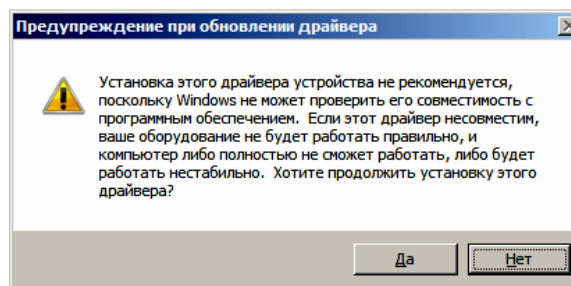 Предупреждение при обновлении драйвера
Установка этого драйвера устройства не рекомендуется,
поскольку Windows не может проверить его совместимость с
программным обеспечением. Если этот драйвер несовместим,
ваше оборудование не будет работать правильно, и
компьютер либо полностью не сможет работать, либо будет
работать нестабильно. Хотите продолжить установку этого
драйвера?
Да
Нет